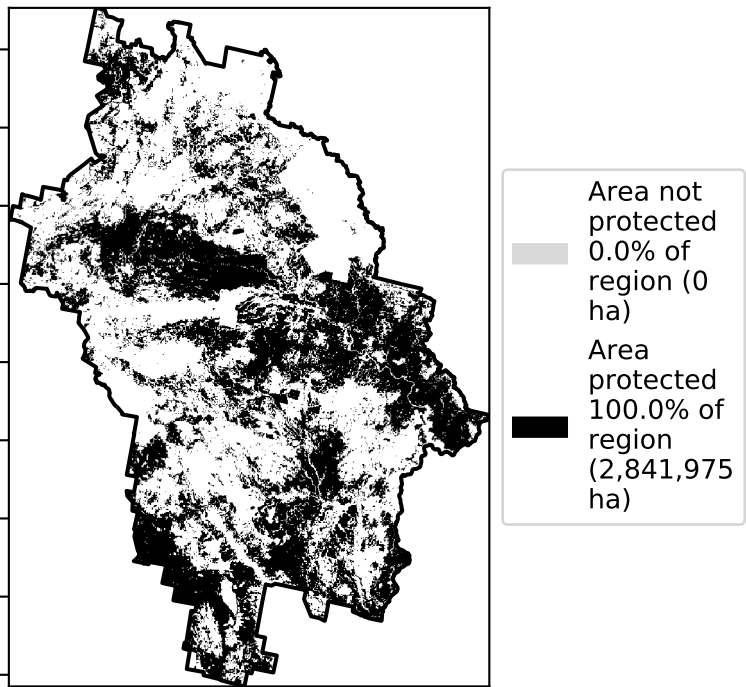 Area not
protected
0.0% of
region (0
ha)
Area
protected
100.0% of
region
(2,841,975
ha)